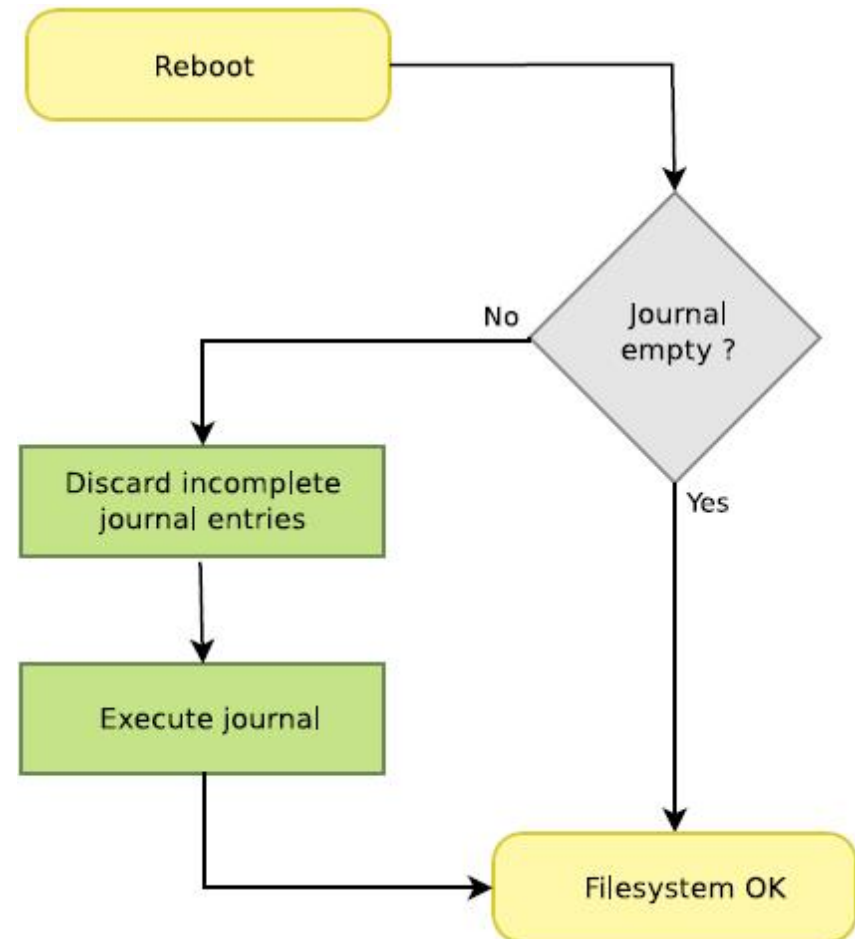 Reboot
Journal
empty ?
No
Yes
Discard incomplete
journal entries
Execute journal
Filesystem OK